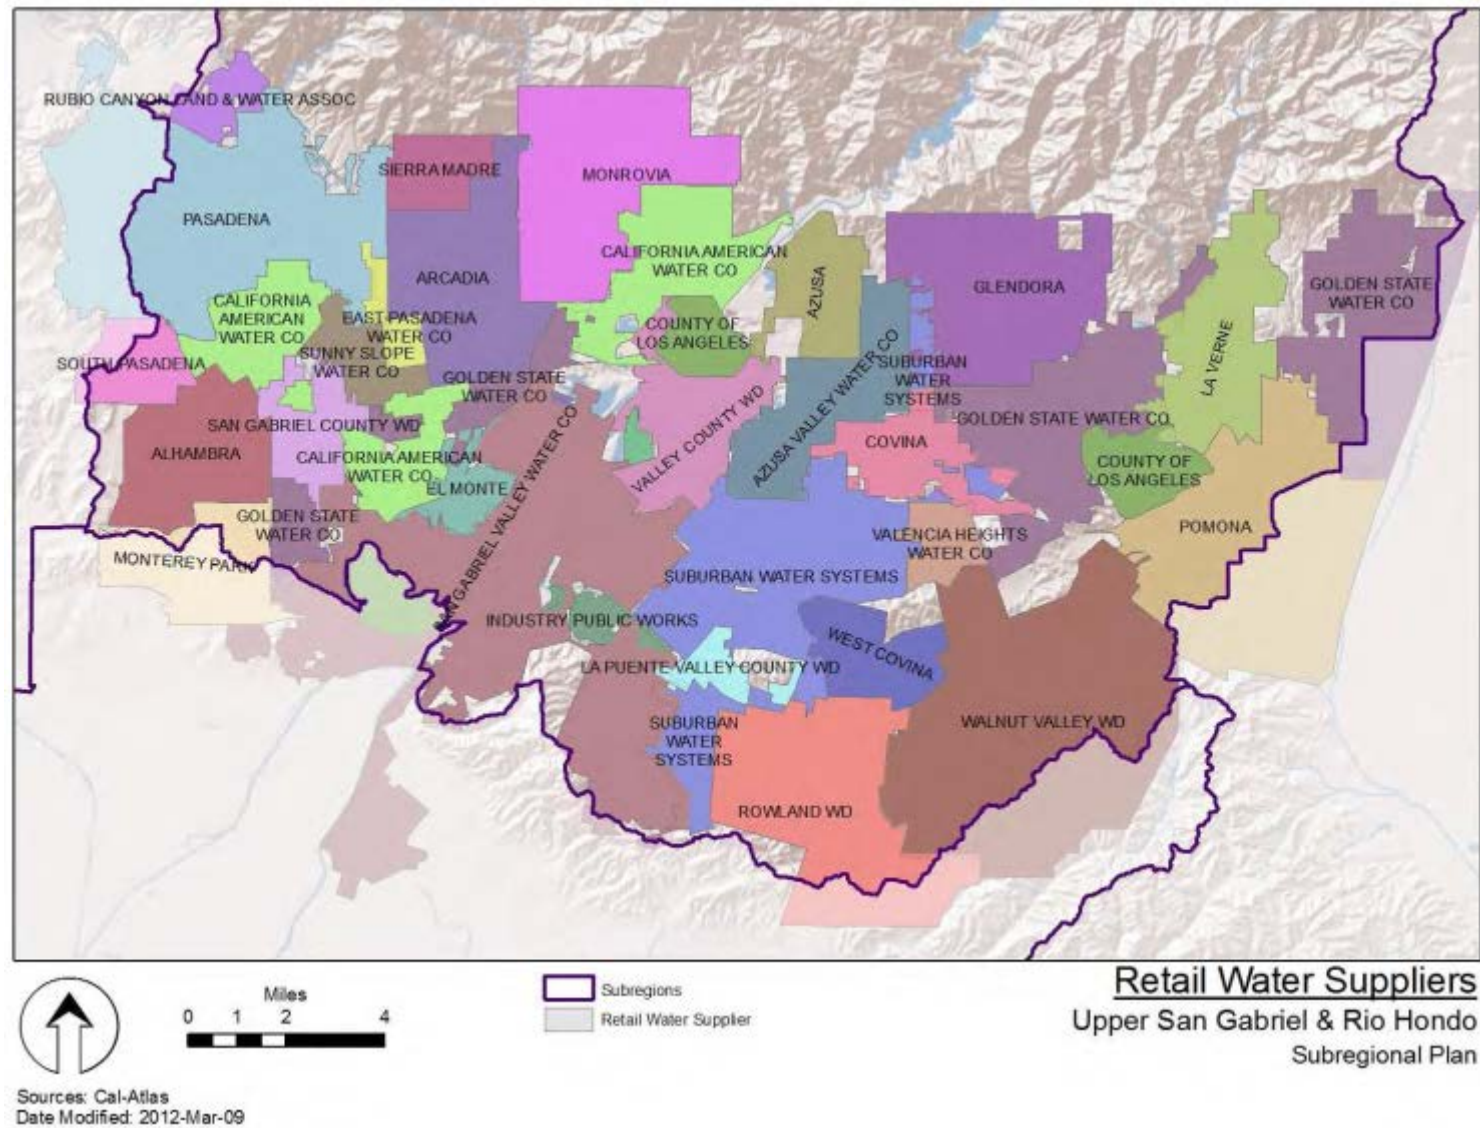 RUBIO CANYON LAND & WATER ASSOC
SIERRA MADRE
MONROVIA
PASADENA
CALIFORNIA AMERICAN
WATER CO
ARCADIA
AZUSA
GLENDORA
GOLDEN STATE
WATER CO
CALIFORNIA
AMERICAN
WATER CO
EAST PASADENA
WATER CO
COUNTY OF
LOS ANGELES
SUNNY SLOPE
WATER CO
SOUTH PASADENA
SUBURBAN
WATER
SYSTEMS
LA VERNE
GOLDEN STATE
WATER CO
AZUSA VALLEY WATER CO
VALLEY COUNTY WD
SAN GABRIEL COUNTY WD
GOLDEN STATE WATER CO
COVINA
ALHAMBRA
CALIFORNIA AMERICAN
WATER CO
EL MONTE
SAN GABRIEL VALLEY WATER CO
COUNTY OF
LOS ANGELES
GOLDEN STATE
WATER CO
POMONA
VALENCIA HEIGHTS
WATER CO
MONTEREY PARK
SUBURBAN WATER SYSTEMS
INDUSTRY PUBLIC WORKS
WEST COVINA
LA PUENTE VALLEY COUNTY WD
SUBURBAN
WATER
SYSTEMS
WALNUT VALLEY WD
ROWLAND WD
Miles
0 1 2 4
Subregions
Retail Water Supplier
Retail Water Suppliers
Upper San Gabriel & Rio Hondo
Subregional Plan
Sources: Cal-Atlas
Date Modified: 2012-Mar-09